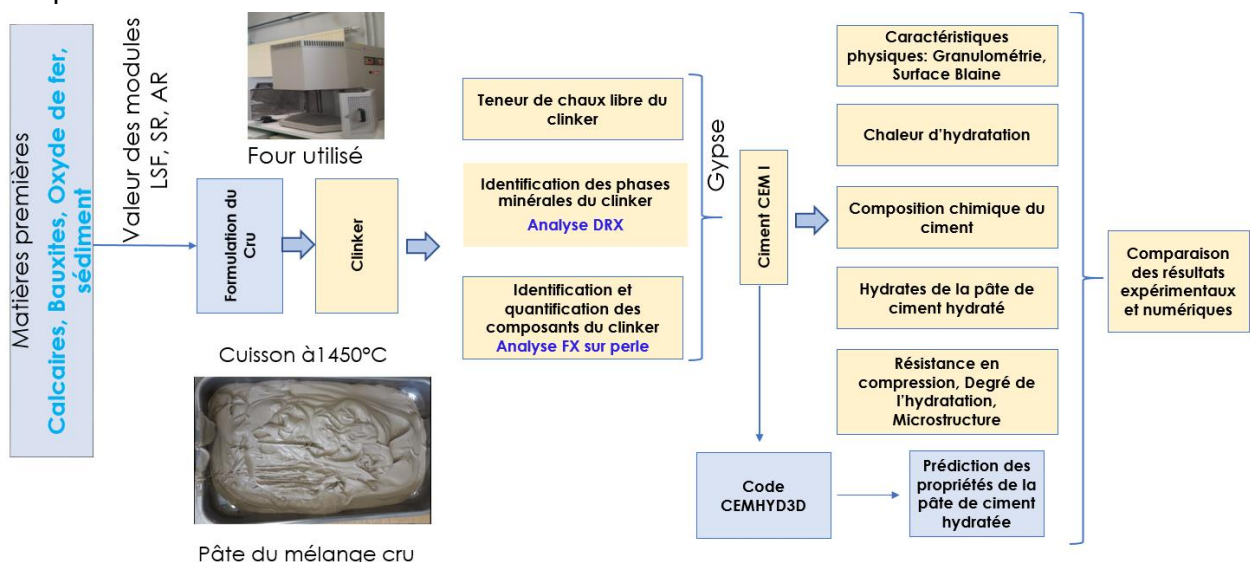 Matières premières
Calcaires, Bauxites, Oxyde de fer,
sédiment
Valeur des modules
LSF, SR, AR
Four utilisé
Formulation du
Cru
Clinker
Cuisson à1450°C
Pâte du mélange cru
Teneur de chaux libre du
clinker
Identification des phases
minérales du clinker
Analyse DRX
Identification et
quantification des
composants du clinker
Analyse FX sur perle
Gypse
Ciment CEM I
Code
CEMHYD3D
Caractéristiques
physiques: Granulométrie,
Surface Blaine
Chaleur d’hydratation
Composition chimique du
ciment
Hydrates de la pâte de
ciment hydraté
Résistance en
compression, Degré de
l’hydratation,
Microstructure
Prédiction des
propriétés de la
pâte de ciment
hydratée
Comparaison
des résultats
expérimentaux
et numériques